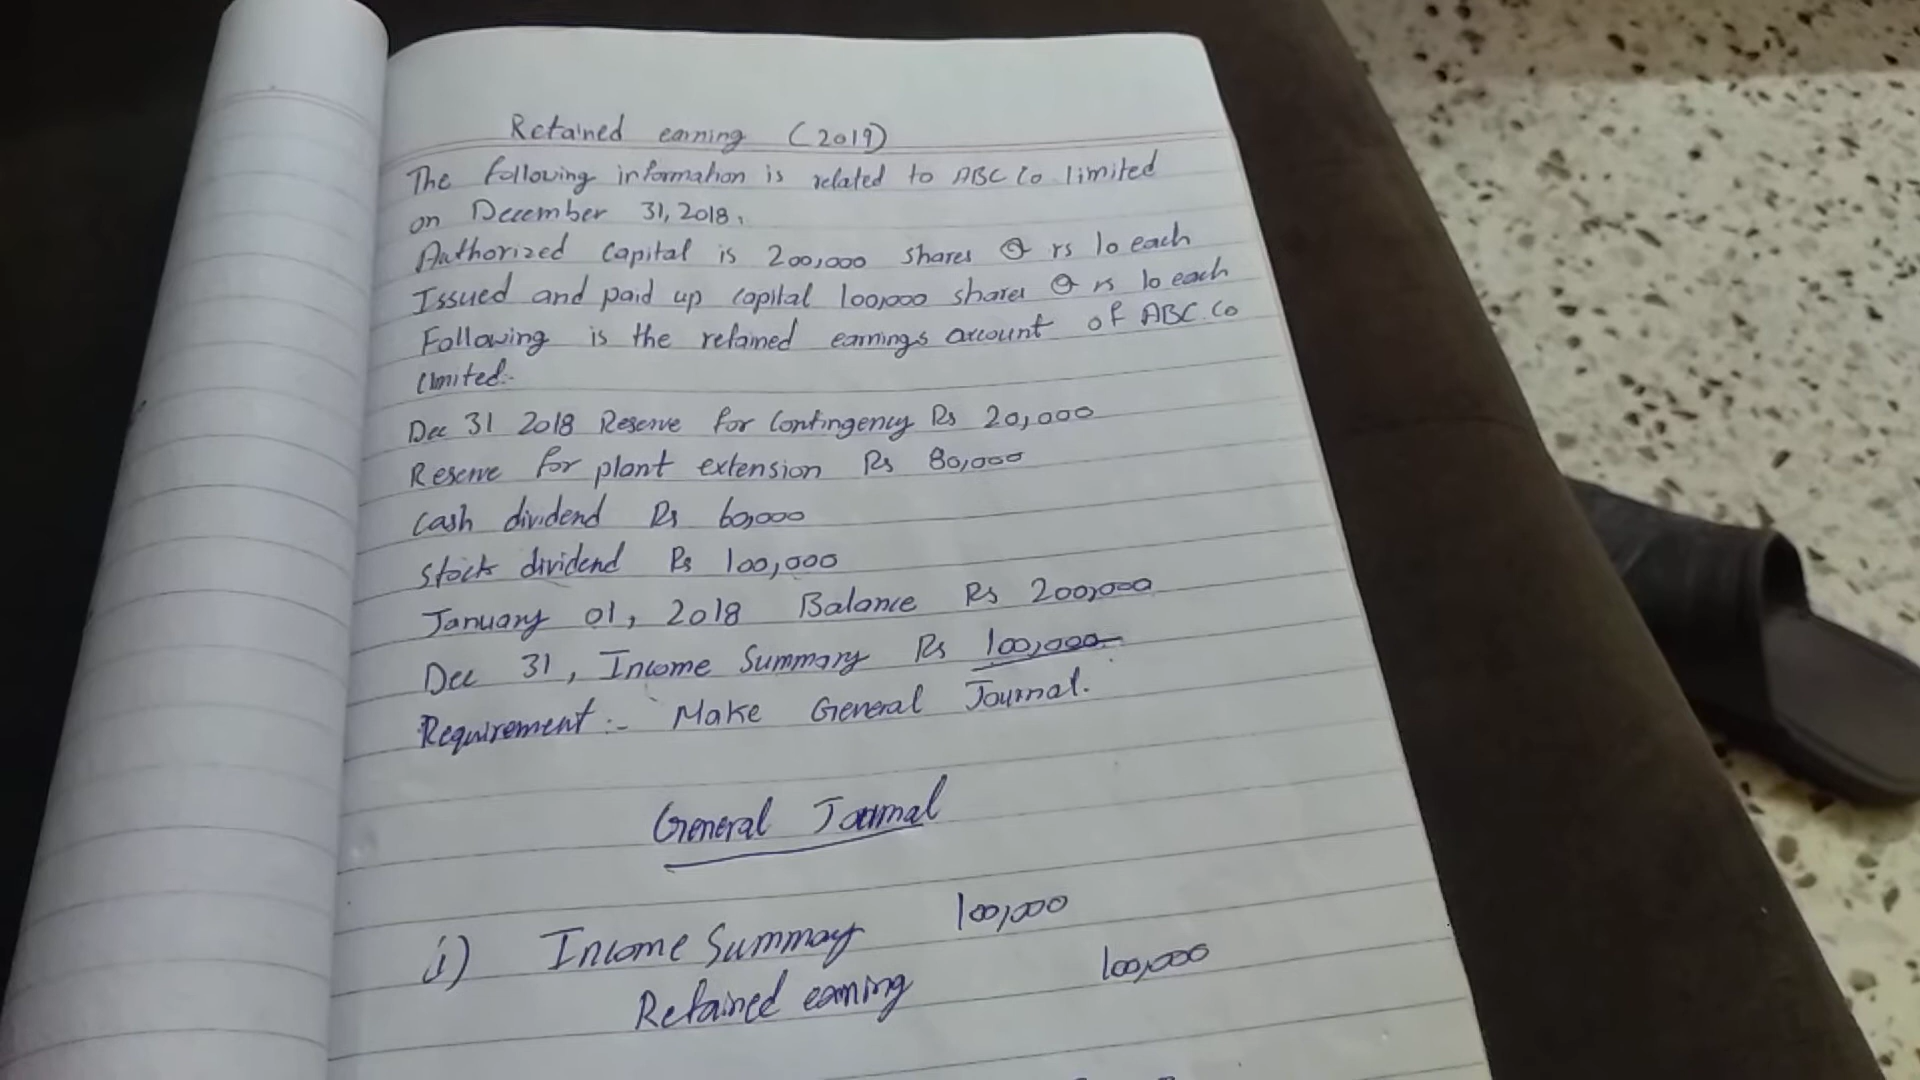 Retained earning (2019)
The following information is related to ABC Co limited
on December 31, 2018.
Authorized Capital is 200,000 shares @ rs 10 each
Issued and paid up capital 100,000 shares @ rs 10 each
Following is the retained earnings account of ABC. Co
limited.
Dec 31 2018 Reserve for Contingency Rs 20,000
Reserve for plant extension Rs 80,000
Cash dividend Rs 60,000
Stock dividend Rs 100,000
January 01, 2018 Balance Rs 200,000
Dec 31, Income Summary Rs 100,000
Requirement:- Make General Journal.
General Journal
i) Income Summary 100,000
Retained earning 100,000